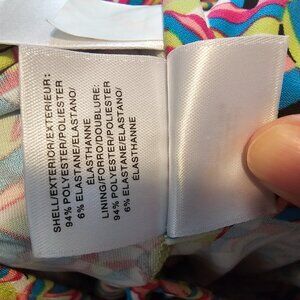 SHELL/EXTERIOR/EXTERIEUR:
94% POLYESTER/POLIESTER
6% ELASTANE/ELASTANO/
ÉLASTHANNE
LINING/FORRO/DOUBLURE:
94% POLYESTER/POLIESTER
6% ELASTANE/ELASTANO/
ÉLASTHANNE